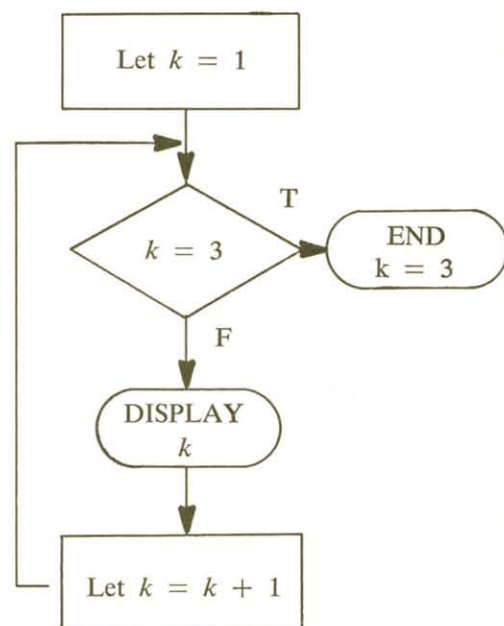 Let k = 1
T
k = 3
END
k = 3
F
DISPLAY
k
Let k = k + 1